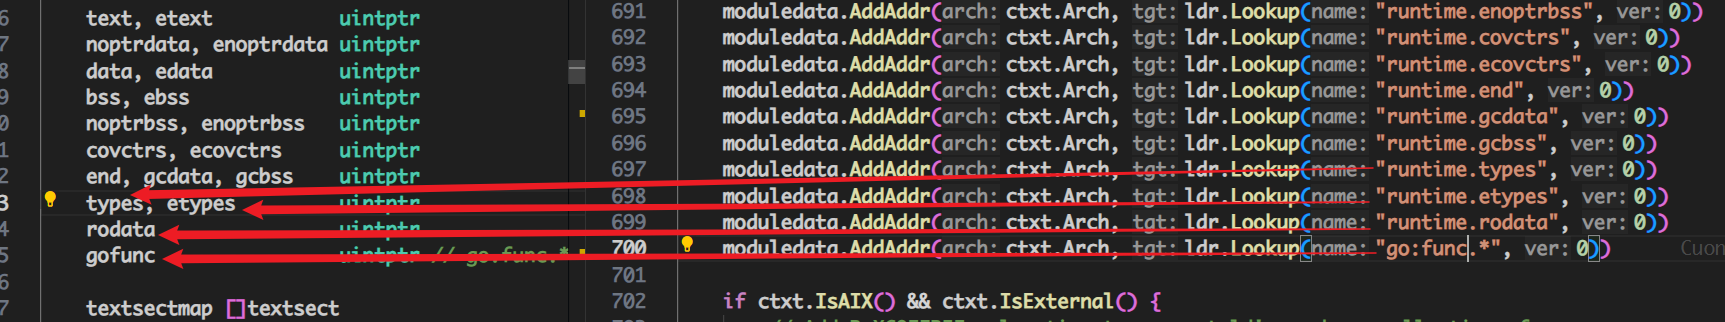 6 text, etext uintptr
7 noptrdata, enoptrdata uintptr
8 data, edata uintptr
9 bss, ebss uintptr
0 noptrbss, enoptrbss uintptr
1 covctrs, ecovctrs uintptr
2 end, gcdata, gcbss uintptr
3 types, etypes uintptr
4 rodata uintptr
5 gofunc uintptr // go.func.*
6
7 textsectmap []textsect
691 moduledata.AddAddr(arch: ctxt.Arch, tgt: ldr.Lookup(name: "runtime.enoptrbss", ver: 0))
692 moduledata.AddAddr(arch: ctxt.Arch, tgt: ldr.Lookup(name: "runtime.covctrs", ver: 0))
693 moduledata.AddAddr(arch: ctxt.Arch, tgt: ldr.Lookup(name: "runtime.ecovctrs", ver: 0))
694 moduledata.AddAddr(arch: ctxt.Arch, tgt: ldr.Lookup(name: "runtime.end", ver: 0))
695 moduledata.AddAddr(arch: ctxt.Arch, tgt: ldr.Lookup(name: "runtime.gcdata", ver: 0))
696 moduledata.AddAddr(arch: ctxt.Arch, tgt: ldr.Lookup(name: "runtime.gcbss", ver: 0))
697 moduledata.AddAddr(arch: ctxt.Arch, tgt: ldr.Lookup(name: "runtime.types", ver: 0))
698 moduledata.AddAddr(arch: ctxt.Arch, tgt: ldr.Lookup(name: "runtime.etypes", ver: 0))
699 moduledata.AddAddr(arch: ctxt.Arch, tgt: ldr.Lookup(name: "runtime.rodata", ver: 0))
700 moduledata.AddAddr(arch: ctxt.Arch, tgt: ldr.Lookup(name: "go:func.*", ver: 0)) Cuon
701
702 if ctxt.IsAIX() && ctxt.IsExternal() {